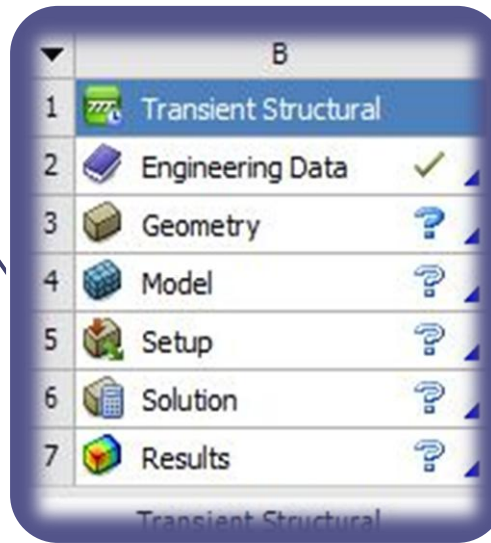 B
1 Transient Structural
2 Engineering Data
3 Geometry
4 Model
5 Setup
6 Solution
7 Results
Transient Structural